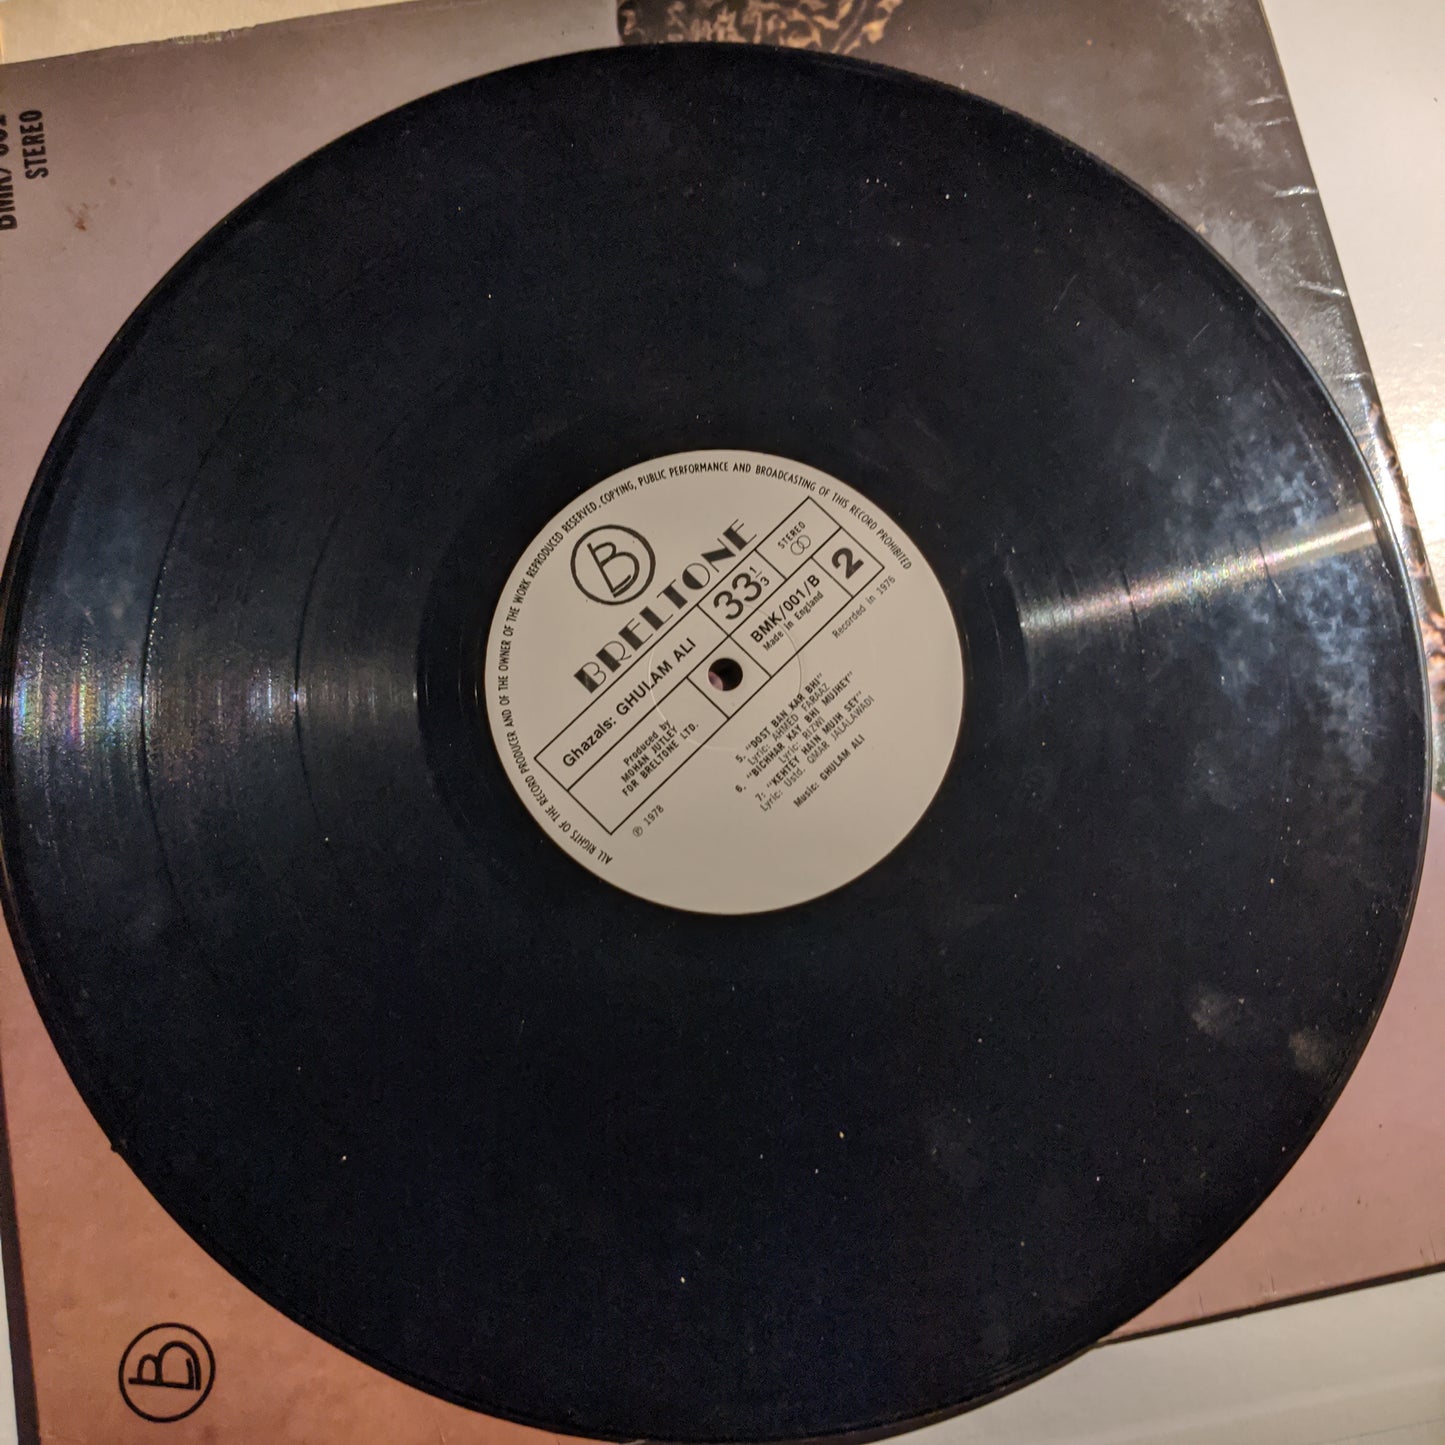 BMK/001
STEREO
ALL RIGHTS OF THE RECORD PRODUCER AND OF THE OWNER OF THE WORK REPRODUCED RESERVED. COPYING, PUBLIC PERFORMANCE AND BROADCASTING OF THIS RECORD PROHIBITED
B
BRELTONE
Ghazals: GHULAM ALI
33 1/3
STEREO
Produced by
MOHAN JUTLEY
FOR BRELTONE LTD.
BMK/001/B
Made in England
2
℗ 1978
Recorded in 1976
5. "DOST BAN KAR BHI"
Lyric: AHMED FARAAZ
6. "BICHHAR KAY BHI MUJHEY"
Lyric: RIZWI
7: "KEHTEY HAIN MUJH SEY"
Lyric: Ustd. QMAR JALALAWADI
Music: GHULAM ALI
B